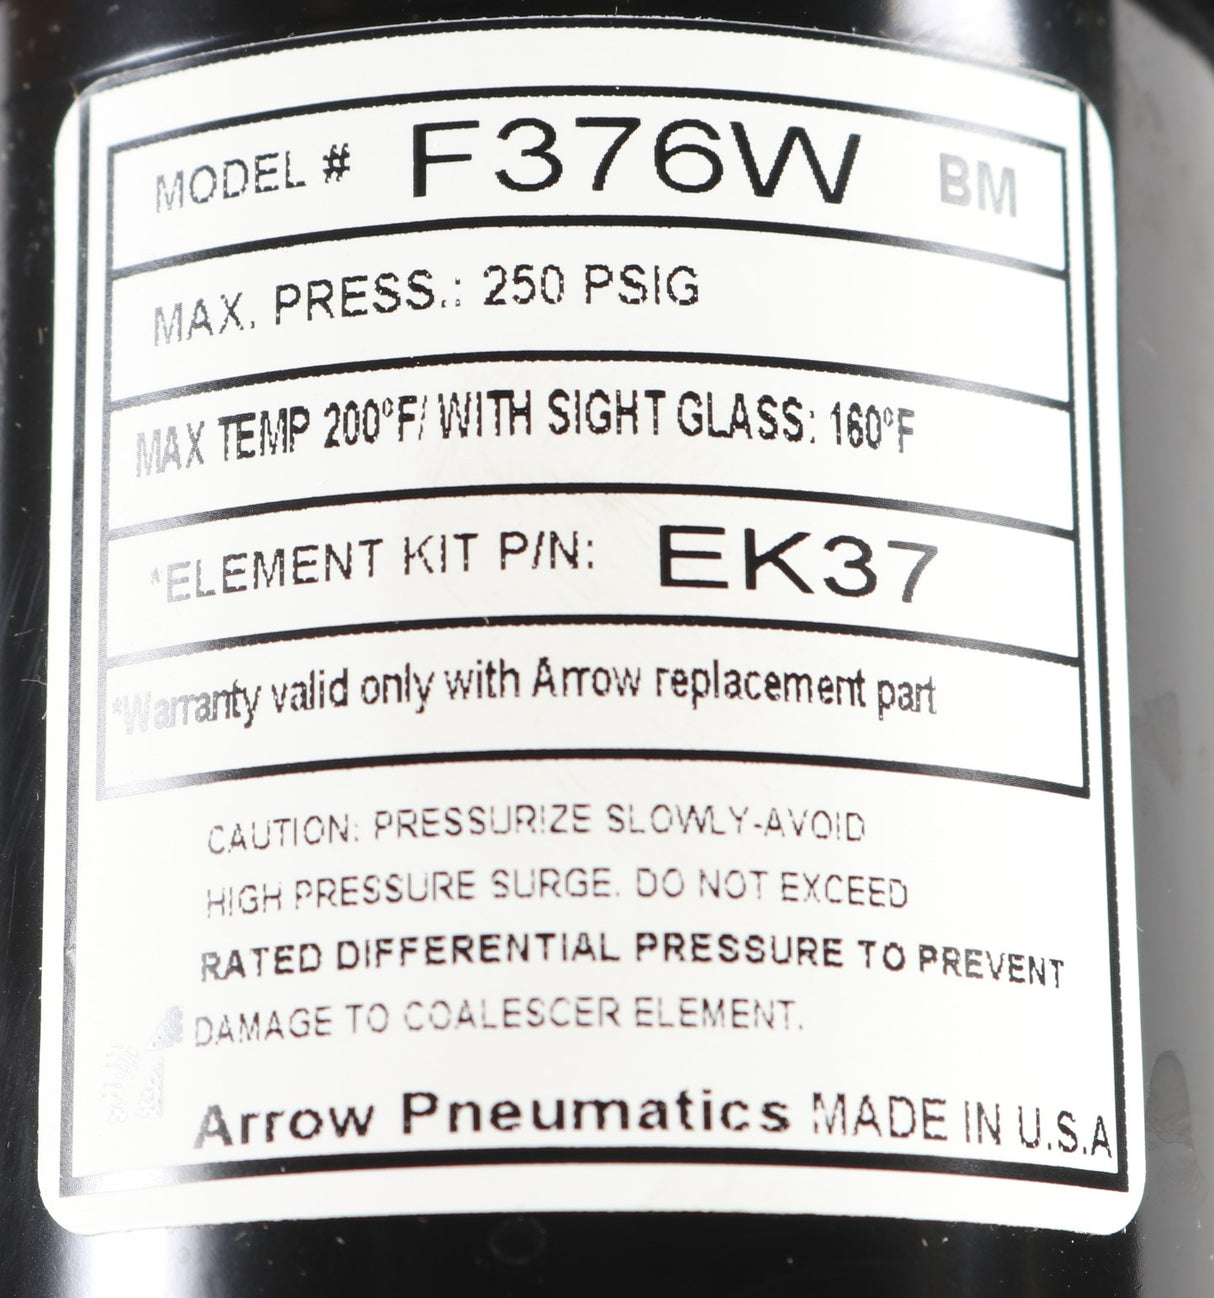 MODEL # F376W BM
MAX. PRESS.: 250 PSIG
MAX TEMP 200°F/ WITH SIGHT GLASS: 160°F
*ELEMENT KIT P/N: EK37
*Warranty valid only with Arrow replacement part
CAUTION: PRESSURIZE SLOWLY-AVOID
HIGH PRESSURE SURGE. DO NOT EXCEED
RATED DIFFERENTIAL PRESSURE TO PREVENT
DAMAGE TO COALESCER ELEMENT.
Arrow Pneumatics MADE IN U.S.A